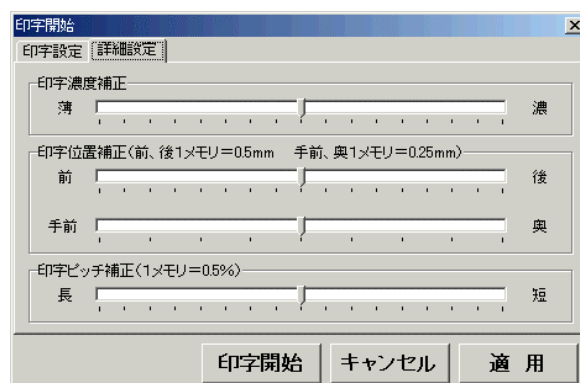 印字開始
印字設定 詳細設定
印字濃度補正
薄 濃
印字位置補正(前、後1メモリ=0.5mm 手前、奥1メモリ=0.25mm)
前 後
手前 奥
印字ピッチ補正(1メモリ=0.5%)
長 短
印字開始 キャンセル 適 用